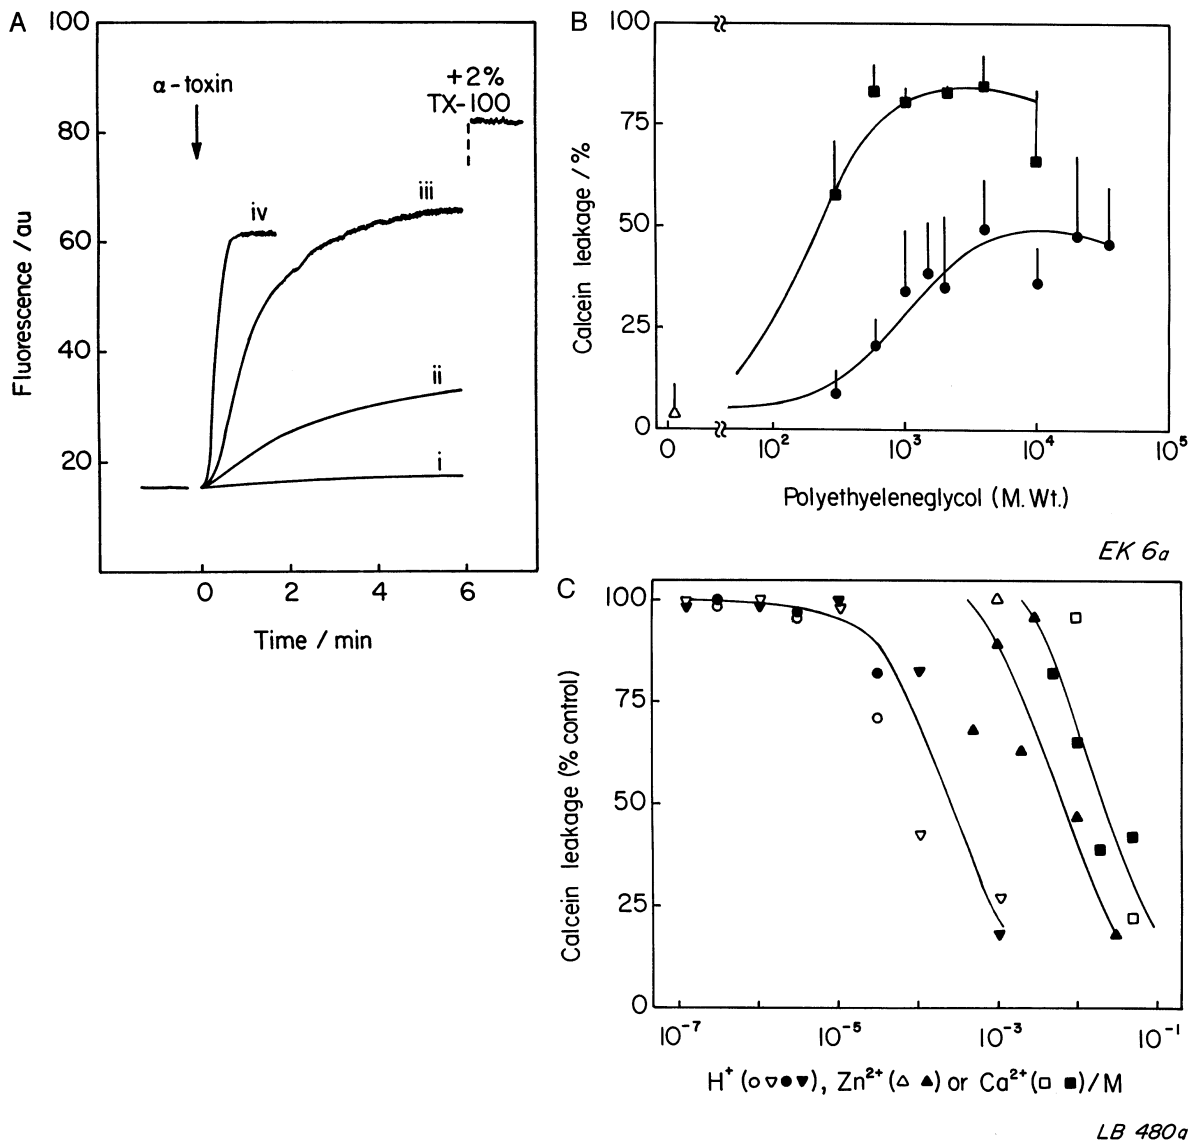 A
100
80
60
40
20
Fluorescence / au
α-toxin
+2%
TX-100
iv
iii
ii
i
0 2 4 6
Time / min
B
100
75
50
25
0
Calcein leakage / %
0 10² 10³ 10⁴ 10⁵
Polyethyeleneglycol (M. Wt.)
EK 6a
C
100
75
50
25
0
Calcein leakage (% control)
10⁻⁷ 10⁻⁵ 10⁻³ 10⁻¹
H⁺ (○▽●▼), Zn²⁺ (△ ▲) or Ca²⁺ (□ ■)/M
LB 480a